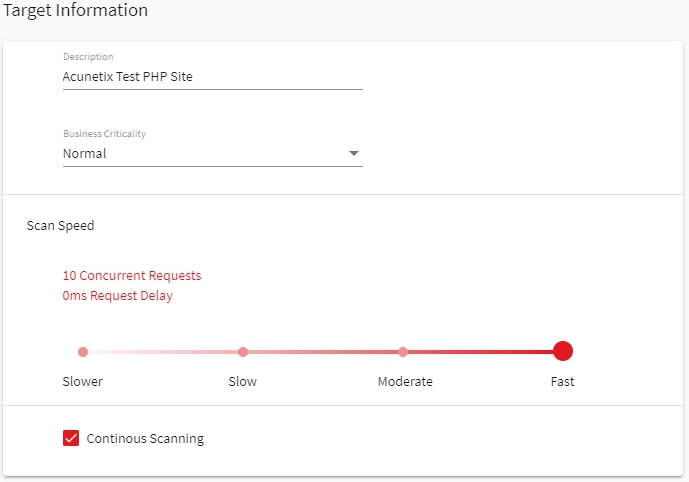 Target Information
Description
Acunetix Test PHP Site
Business Criticality
Normal
Scan Speed
10 Concurrent Requests
0ms Request Delay
Slower Slow Moderate Fast
Continous Scanning